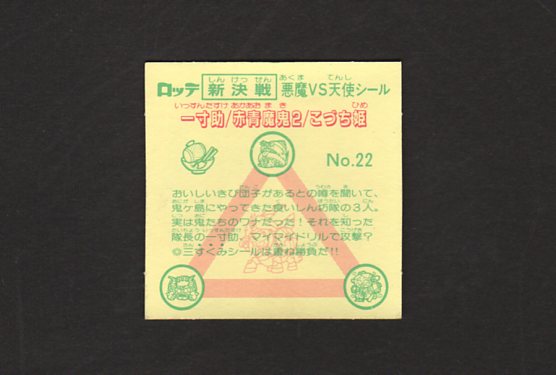 ロッテ 新決戦 悪魔VS天使シール
一寸助/赤青魔鬼2/こづち姫
No.22
おいしいきび団子があるとの噂を聞いて、
鬼ヶ島にやってきた食いしん坊隊の3人。
実は鬼たちのワナだった!それを知った
隊長の一寸助、マイマイドリルで攻撃?
◎三すくみシールは重ね勝負だ!!